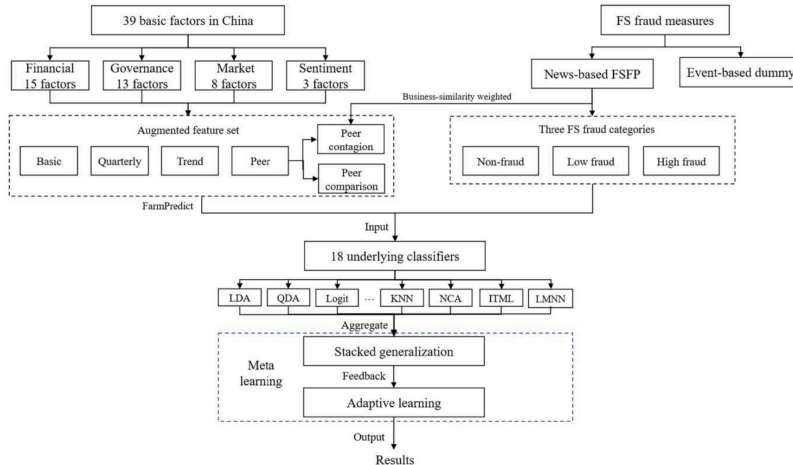 39 basic factors in China
FS fraud measures
Financial
15 factors
Governance
13 factors
Market
8 factors
Sentiment
3 factors
News-based FSFP
Event-based dummy
Business-similarity weighted
Augmented feature set
Basic
Quarterly
Trend
Peer
Peer
contagion
Peer
comparison
Three FS fraud categories
Non-fraud
Low fraud
High fraud
FarmPredict
Input
18 underlying classifiers
LDA
QDA
Logit
...
KNN
NCA
ITML
LMNN
Aggregate
Meta
learning
Stacked generalization
Feedback
Adaptive learning
Output
Results